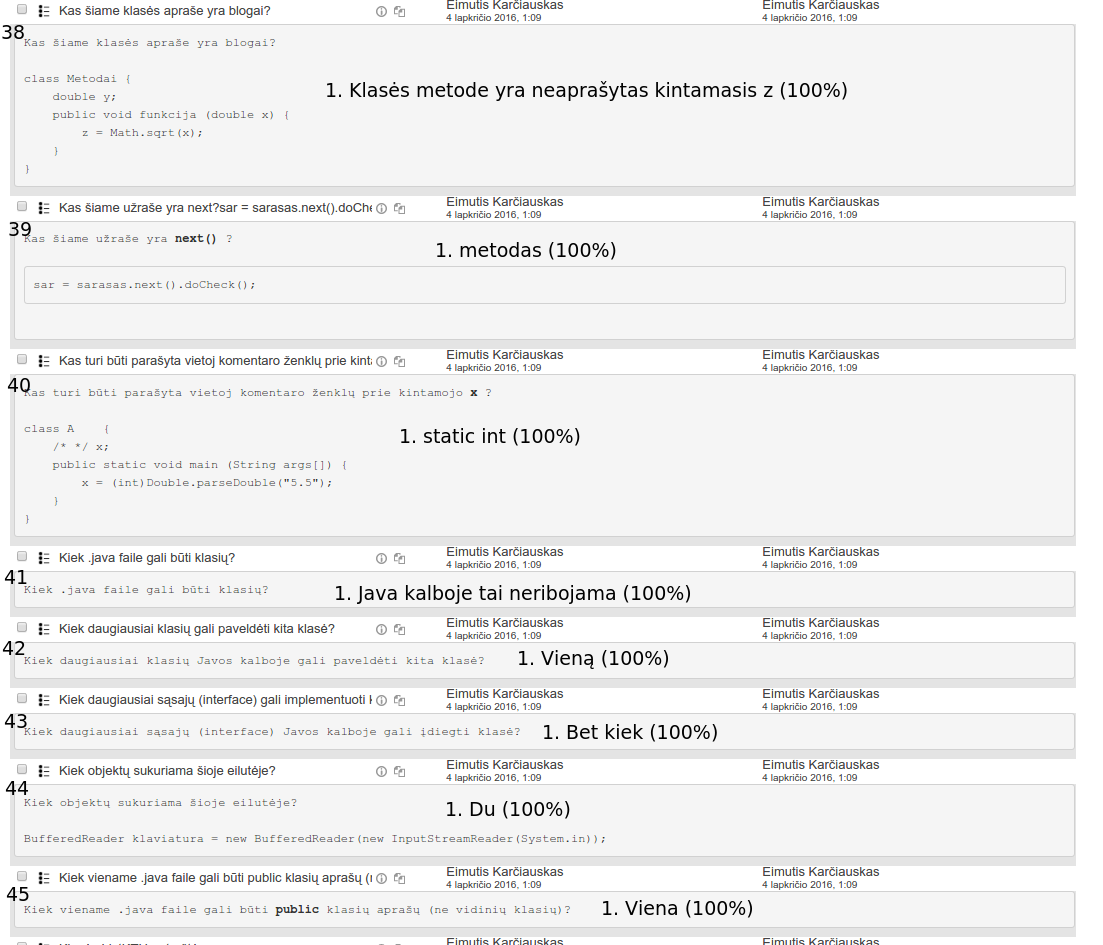 Kas šiame klasės apraše yra blogai? Eimutis Karčiauskas Eimutis Karčiauskas
4 lapkričio 2016, 1:09 4 lapkričio 2016, 1:09
38
Kas šiame klasės apraše yra blogai?
class Metodai {
double y;
1. Klasės metode yra neaprašytas kintamasis z (100%)
public void funkcija (double x) {
z = Math.sqrt(x);
}
}
Kas šiame užraše yra next?sar = sarasas.next().doChe Eimutis Karčiauskas Eimutis Karčiauskas
4 lapkričio 2016, 1:09 4 lapkričio 2016, 1:09
39
Kas šiame užraše yra next() ?
1. metodas (100%)
sar = sarasas.next().doCheck();
Kas turi būti parašyta vietoj komentaro ženklų prie kinta Eimutis Karčiauskas Eimutis Karčiauskas
4 lapkričio 2016, 1:09 4 lapkričio 2016, 1:09
40
Kas turi būti parašyta vietoj komentaro ženklų prie kintamojo x ?
class A {
1. static int (100%)
/* */ x;
public static void main (String args[]) {
x = (int)Double.parseDouble("5.5");
}
}
Kiek .java faile gali būti klasių? Eimutis Karčiauskas Eimutis Karčiauskas
4 lapkričio 2016, 1:09 4 lapkričio 2016, 1:09
41
Kiek .java faile gali būti klasių? 1. Java kalboje tai neribojama (100%)
Kiek daugiausiai klasių gali paveldėti kita klasė? Eimutis Karčiauskas Eimutis Karčiauskas
4 lapkričio 2016, 1:09 4 lapkričio 2016, 1:09
42
Kiek daugiausiai klasių Javos kalboje gali paveldėti kita klasė? 1. Vieną (100%)
Kiek daugiausiai sąsajų (interface) gali implementuoti k Eimutis Karčiauskas Eimutis Karčiauskas
4 lapkričio 2016, 1:09 4 lapkričio 2016, 1:09
43
Kiek daugiausiai sąsajų (interface) Javos kalboje gali įdiegti klasė? 1. Bet kiek (100%)
Kiek objektų sukuriama šioje eilutėje? Eimutis Karčiauskas Eimutis Karčiauskas
4 lapkričio 2016, 1:09 4 lapkričio 2016, 1:09
44
Kiek objektų sukuriama šioje eilutėje?
1. Du (100%)
BufferedReader klaviatura = new BufferedReader(new InputStreamReader(System.in));
Kiek viename .java faile gali būti public klasių aprašų (r Eimutis Karčiauskas Eimutis Karčiauskas
4 lapkričio 2016, 1:09 4 lapkričio 2016, 1:09
45
Kiek viename .java faile gali būti public klasių aprašų (ne vidinių klasių)? 1. Viena (100%)
Eimutis Karčiauskas Eimutis Karčiauskas